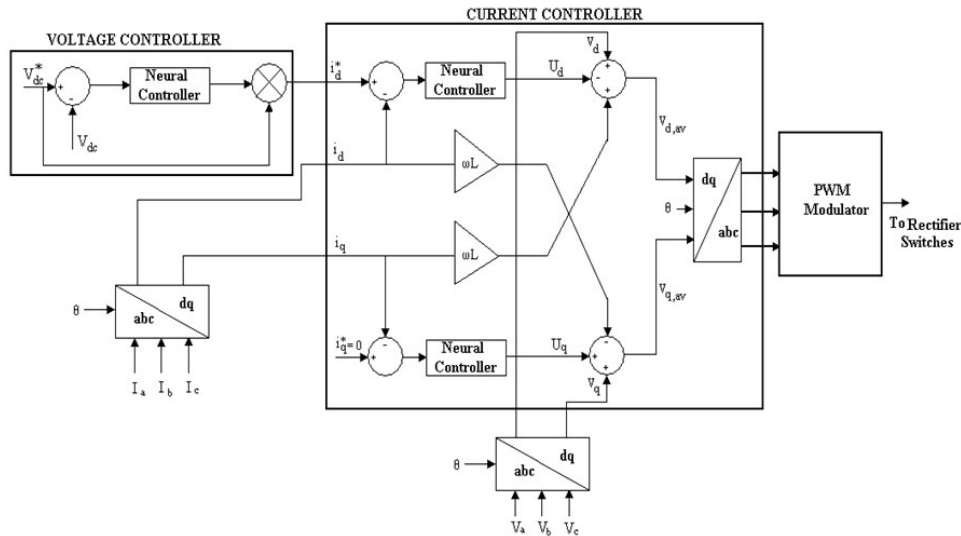 CURRENT CONTROLLER
VOLTAGE CONTROLLER
V*dc
+
-
Neural
Controller
Vdc
i*d
+
-
Neural
Controller
Ud
Vd
+
-
+
Vd,av
id
ωL
iq
ωL
θ
abc
dq
Ia
Ib
Ic
i*q=0
+
-
Neural
Controller
Uq
-
+
+
Vq
Vq,av
dq
abc
θ
PWM
Modulator
To Rectifier
Switches
θ
abc
dq
Va
Vb
Vc